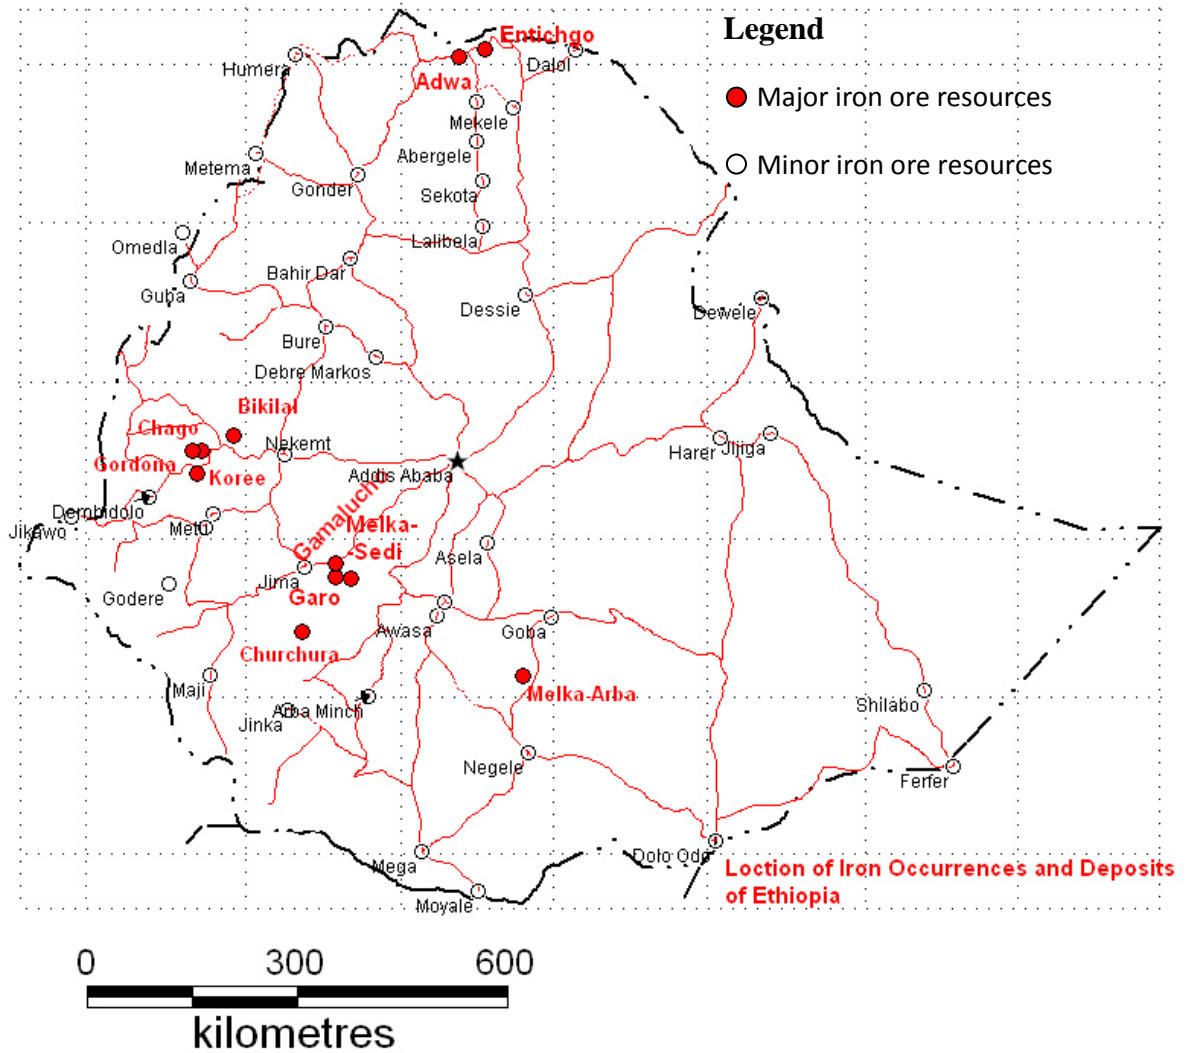 Legend
Major iron ore resources
Minor iron ore resources
Entichgo
Humera
Dalol
Adwa
Mekele
Metema
Abergele
Gonder
Sekota
Omedla
Lalibela
Bahir Dar
Guba
Dessie
Dewele
Bure
Debre Markos
Bikilal
Chago
Nekemt
Harer
Jijiga
Gordona
Koree
Addis Ababa
Dembidolo
Gamalucho
Melka-
-Sedi
Jikawo
Mettu
Asela
Jima
Godere
Garo
Awasa
Goba
Churchura
Maji
Melka-Arba
Arba Minch
Jinka
Shilabo
Negele
Ferfer
Mega
Dolo Odo
Loction of Iron Occurrences and Deposits
of Ethiopia
Moyale
0 300 600
kilometres